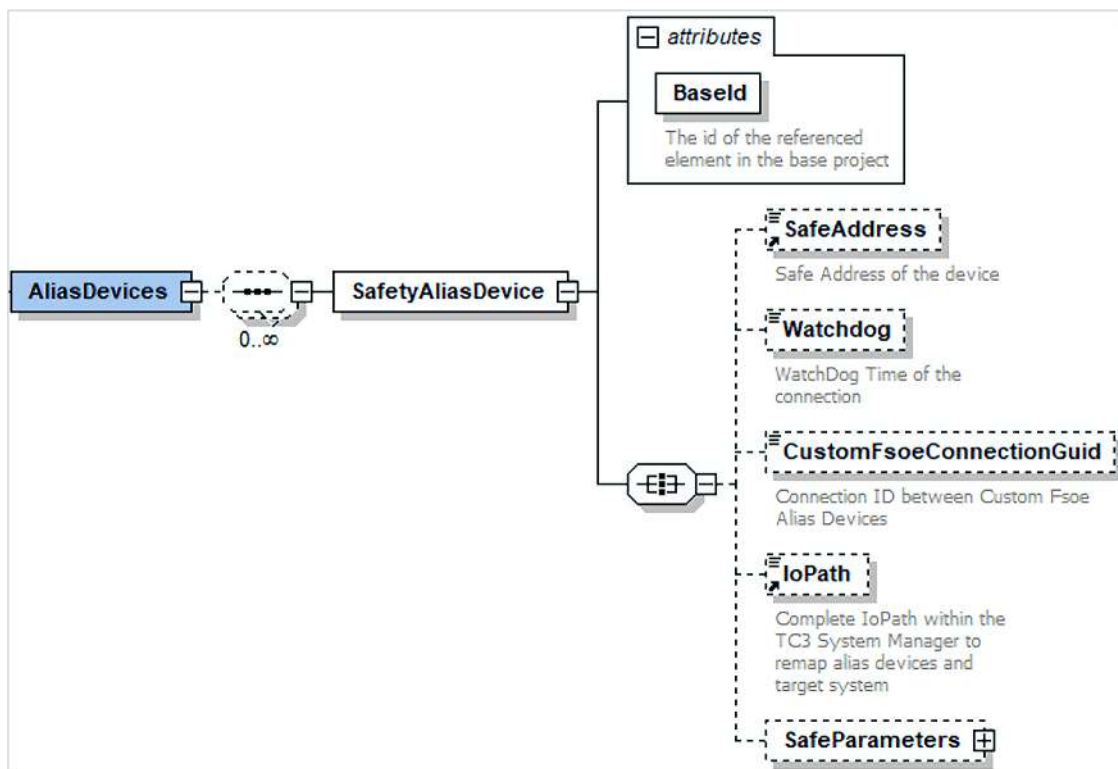 attributes
BaseId
The id of the referenced
element in the base project
AliasDevices
0..∞
SafetyAliasDevice
SafeAddress
Safe Address of the device
Watchdog
WatchDog Time of the
connection
CustomFsoeConnectionGuid
Connection ID between Custom Fsoe
Alias Devices
IoPath
Complete IoPath within the
TC3 System Manager to
remap alias devices and
target system
SafeParameters